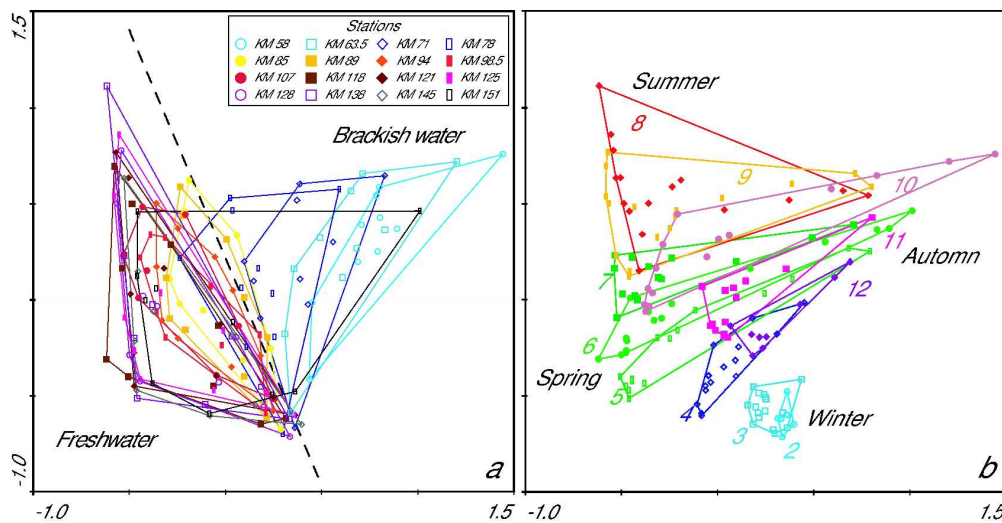 1.5
Stations
KM 58 KM 63.5 KM 71 KM 78
KM 85 KM 89 KM 94 KM 98.5
KM 107 KM 118 KM 121 KM 125
KM 128 KM 138 KM 145 KM 151
Brackish water
Freshwater
a
-1.0
-1.0 1.5
Summer
8
9
10
11
Automn
7
12
6
Spring
5
4
3
2
Winter
b
-1.0 1.5